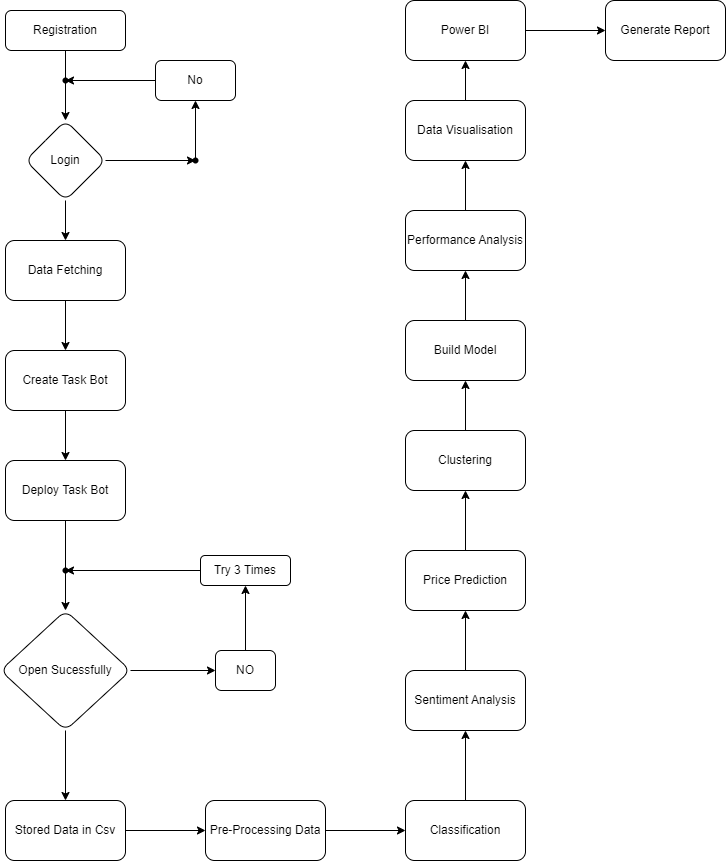 Registration
No
Login
Data Fetching
Create Task Bot
Deploy Task Bot
Try 3 Times
Open Sucessfully
NO
Stored Data in Csv
Pre-Processing Data
Classification
Sentiment Analysis
Price Prediction
Clustering
Build Model
Performance Analysis
Data Visualisation
Power BI
Generate Report